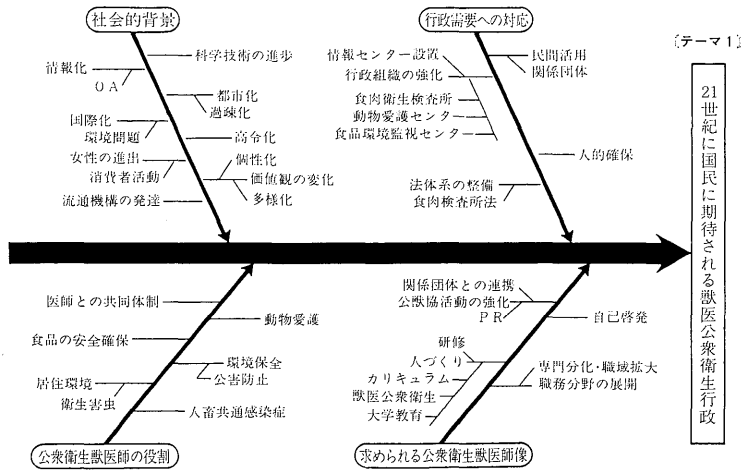 社会的背景
科学技術の進歩
情報化
OA
都市化
過疎化
国際化
環境問題
高令化
女性の進出
消費者活動
個性化
価値観の変化
多様化
流通機構の発達
行政需要への対応
情報センター設置
行政組織の強化
民間活用
関係団体
食肉衛生検査所
動物愛護センター
食品環境監視センター
人的確保
法体系の整備
食肉検査所法
〔テーマ1〕
21世紀に国民に期待される獣医公衆衛生行政
医師との共同体制
動物愛護
食品の安全確保
環境保全
公害防止
居住環境
衛生害虫
人畜共通感染症
公衆衛生獣医師の役割
関係団体との連携
公獣協活動の強化
PR
自己啓発
研修
人づくり
カリキュラム
獣医公衆衛生
大学教育
専門分化・職域拡大
職務分野の展開
求められる公衆衛生獣医師像